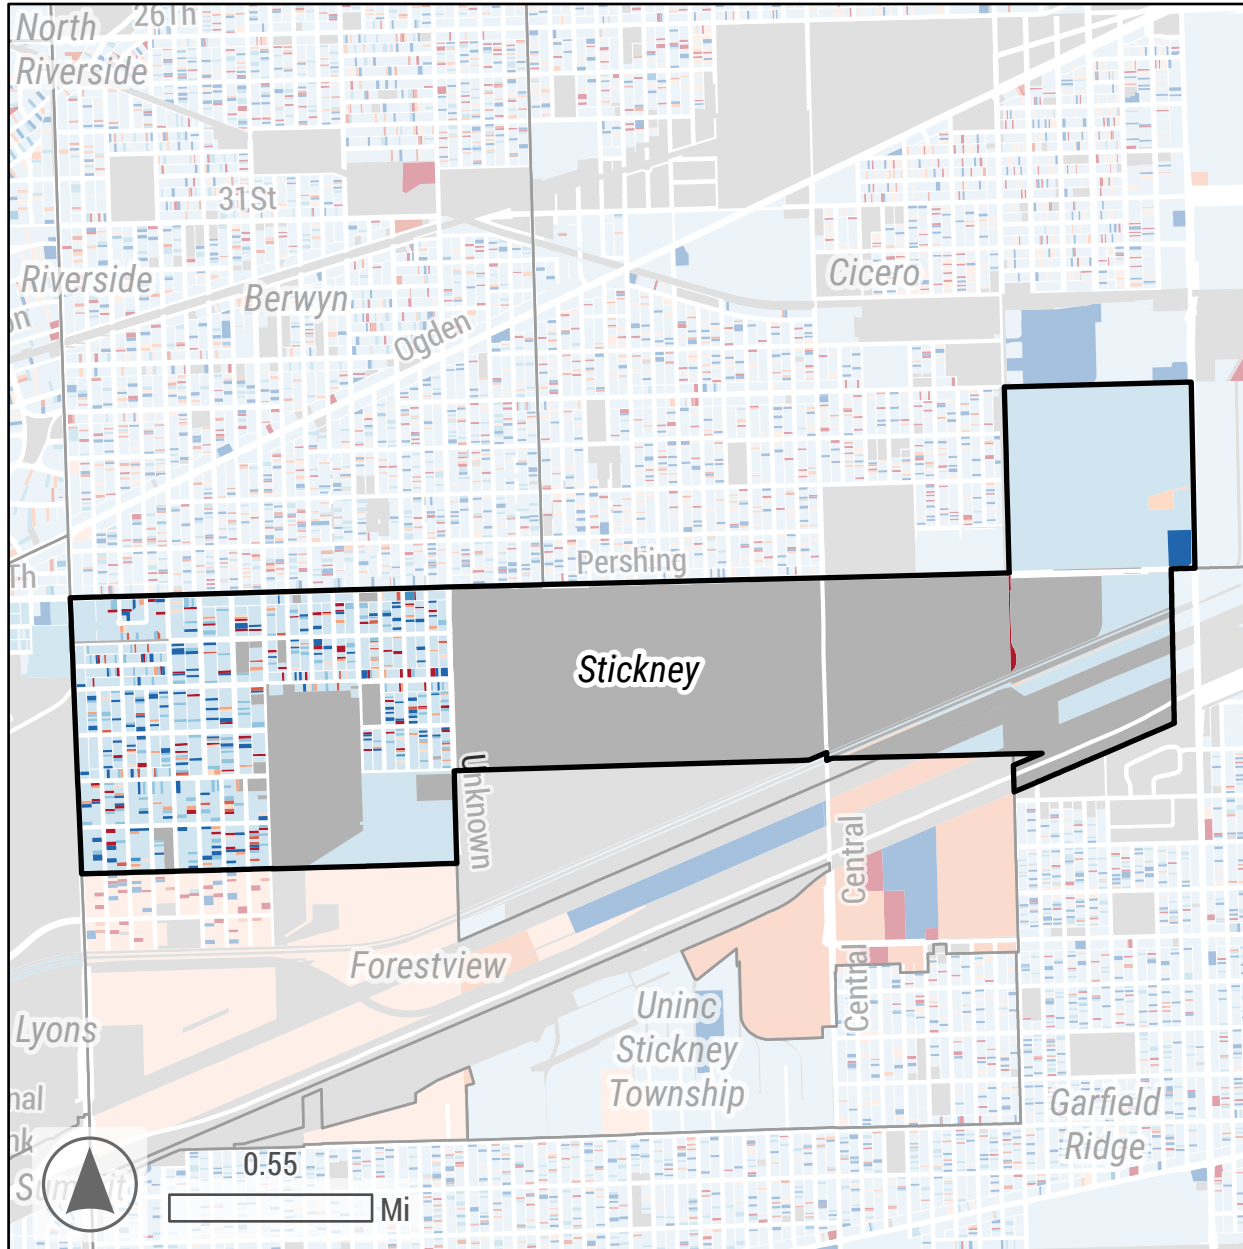 26Th
North
Riverside
31St
Riverside
Berwyn
Cicero
Ogden
Pershing
Stickney
Unknown
Central
Forestview
Central
Uninc
Stickney
Township
Lyons
Garfield
Ridge
0.55
Mi
Summit